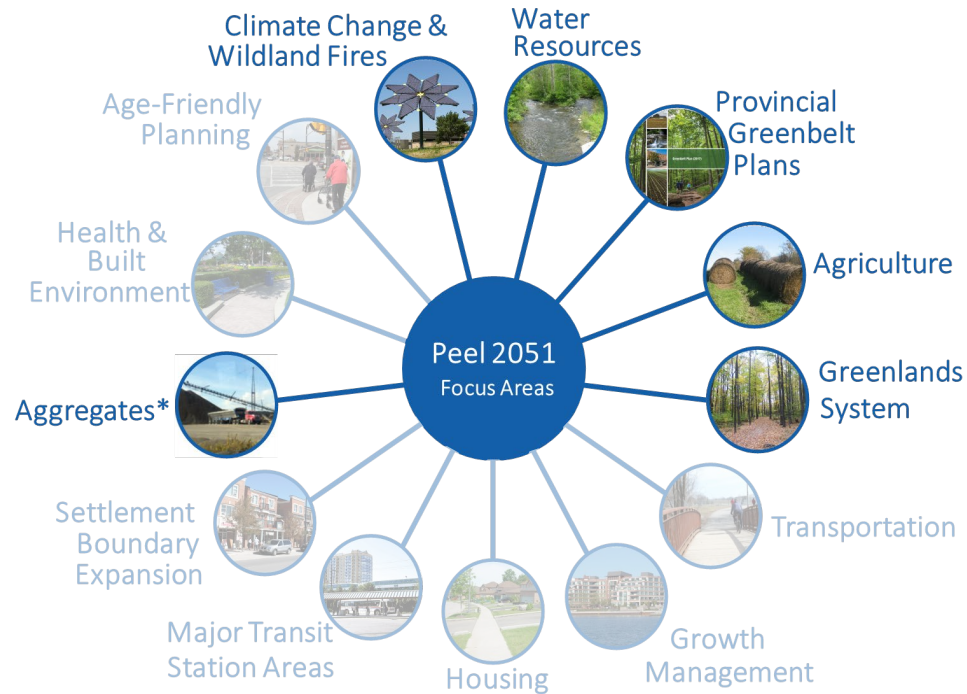 Climate Change &
Wildland Fires
Water
Resources
Age-Friendly
Planning
Provincial
Greenbelt
Plans
Health &
Built
Environment
Agriculture
Peel 2051
Focus Areas
Aggregates*
Greenlands
System
Settlement
Boundary
Expansion
Transportation
Major Transit
Station Areas
Housing
Growth
Management